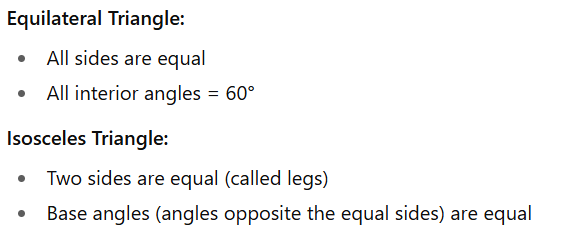 Equilateral Triangle:
• All sides are equal
• All interior angles = 60°
Isosceles Triangle:
• Two sides are equal (called legs)
• Base angles (angles opposite the equal sides) are equal